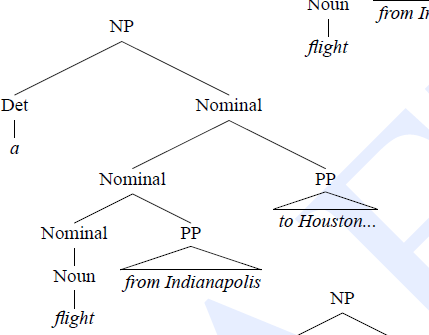 Noun
from In
NP
flight
Det
Nominal
a
Nominal
PP
to Houston...
Nominal
PP
Noun
from Indianapolis
NP
flight